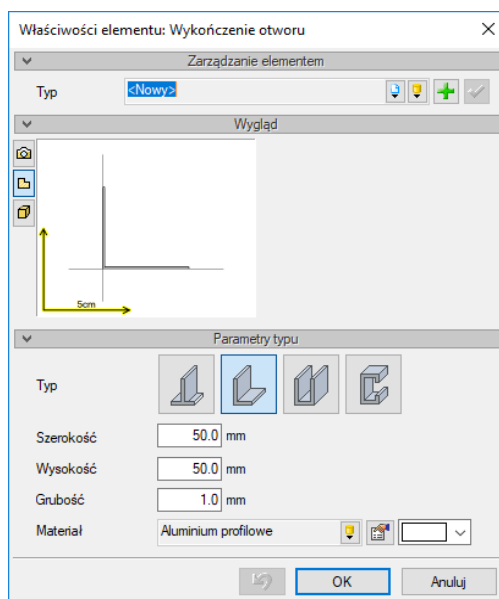 Właściwości elementu: Wykończenie otworu
Zarządzanie elementem
Typ <Nowy>
Wygląd
5cm
Parametry typu
Typ
Szerokość 50.0 mm
Wysokość 50.0 mm
Grubość 1.0 mm
Materiał Aluminium profilowe
OK Anuluj